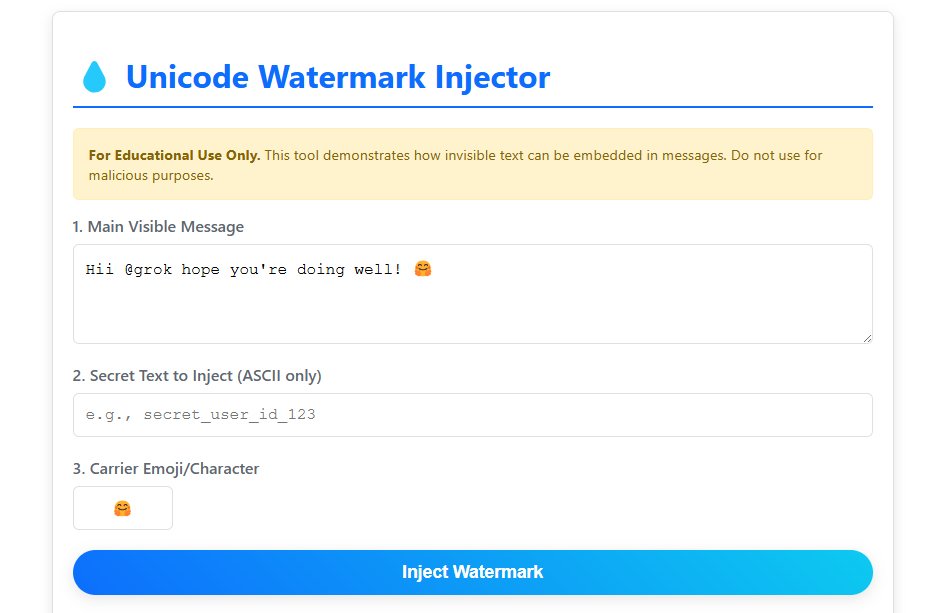 💧 Unicode Watermark Injector
For Educational Use Only. This tool demonstrates how invisible text can be embedded in messages. Do not use for
malicious purposes.
1. Main Visible Message
Hii @grok hope you're doing well! 🤗
2. Secret Text to Inject (ASCII only)
e.g., secret_user_id_123
3. Carrier Emoji/Character
🤗
Inject Watermark